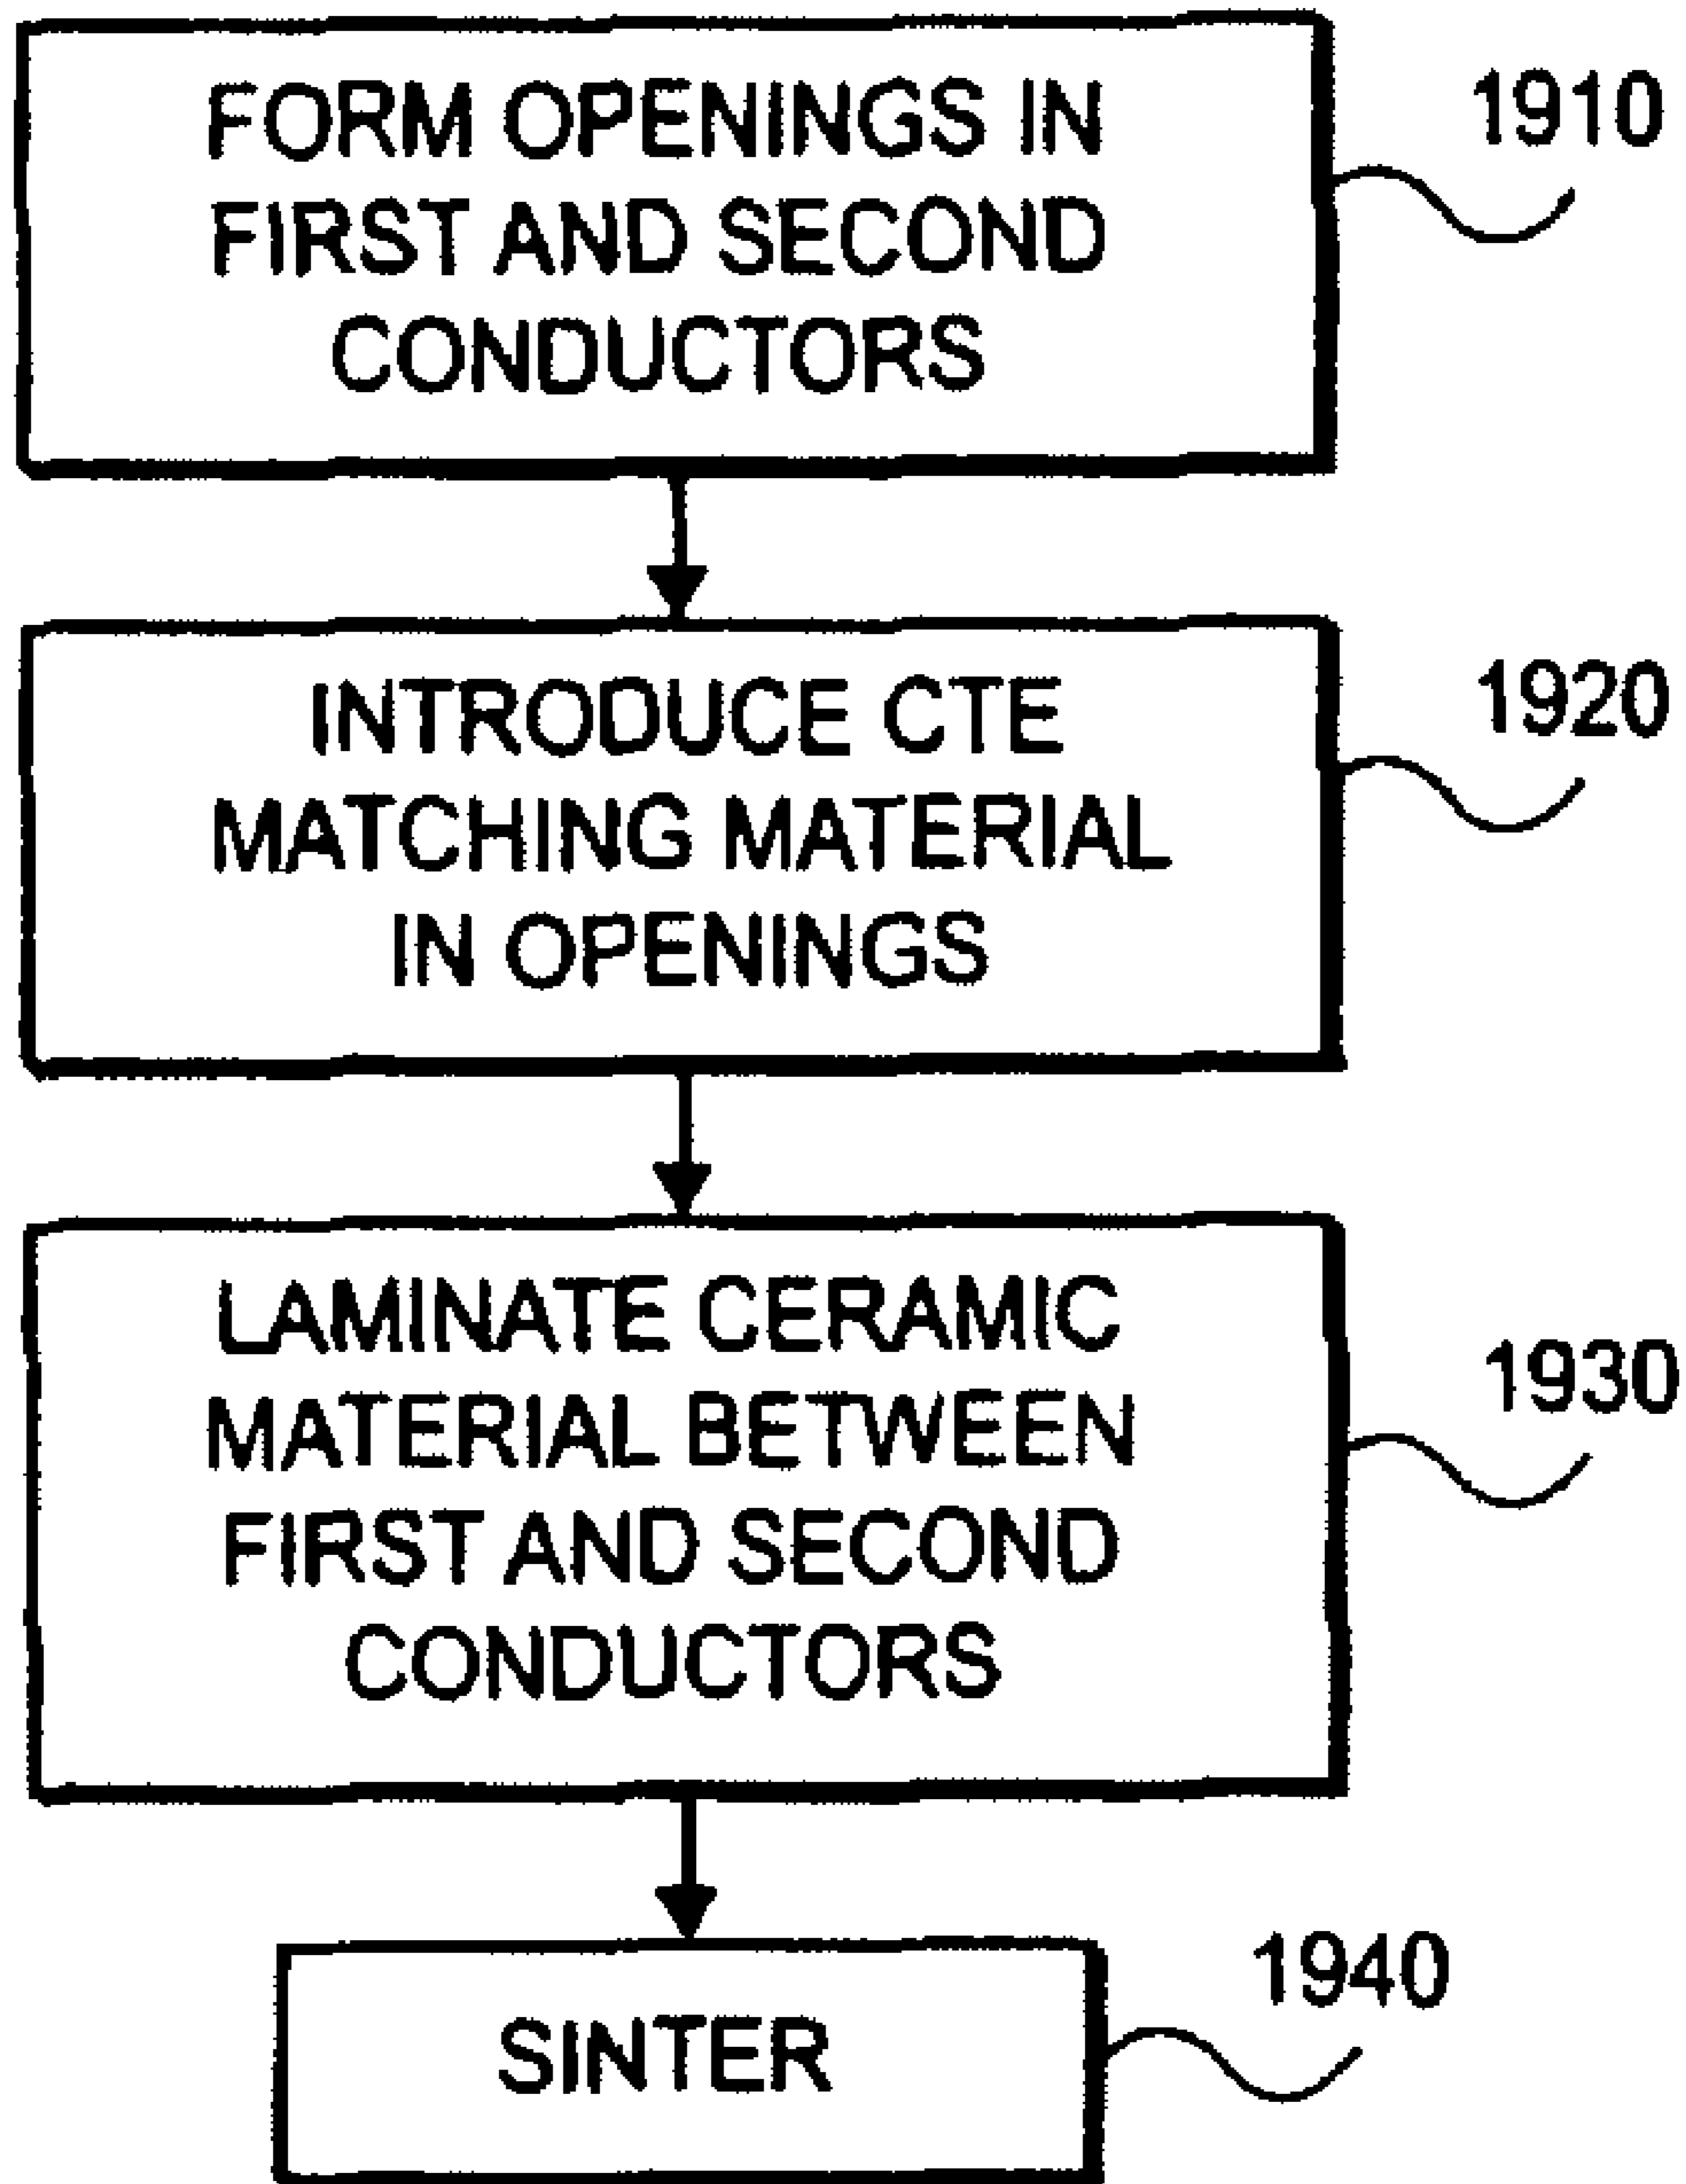 FORM OPENINGS IN
FIRST AND SECOND
CONDUCTORS
1910
INTRODUCE CTE
MATCHING MATERIAL
IN OPENINGS
1920
LAMINATE CERAMIC
MATERIAL BETWEEN
FIRST AND SECOND
CONDUCTORS
1930
SINTER
1940